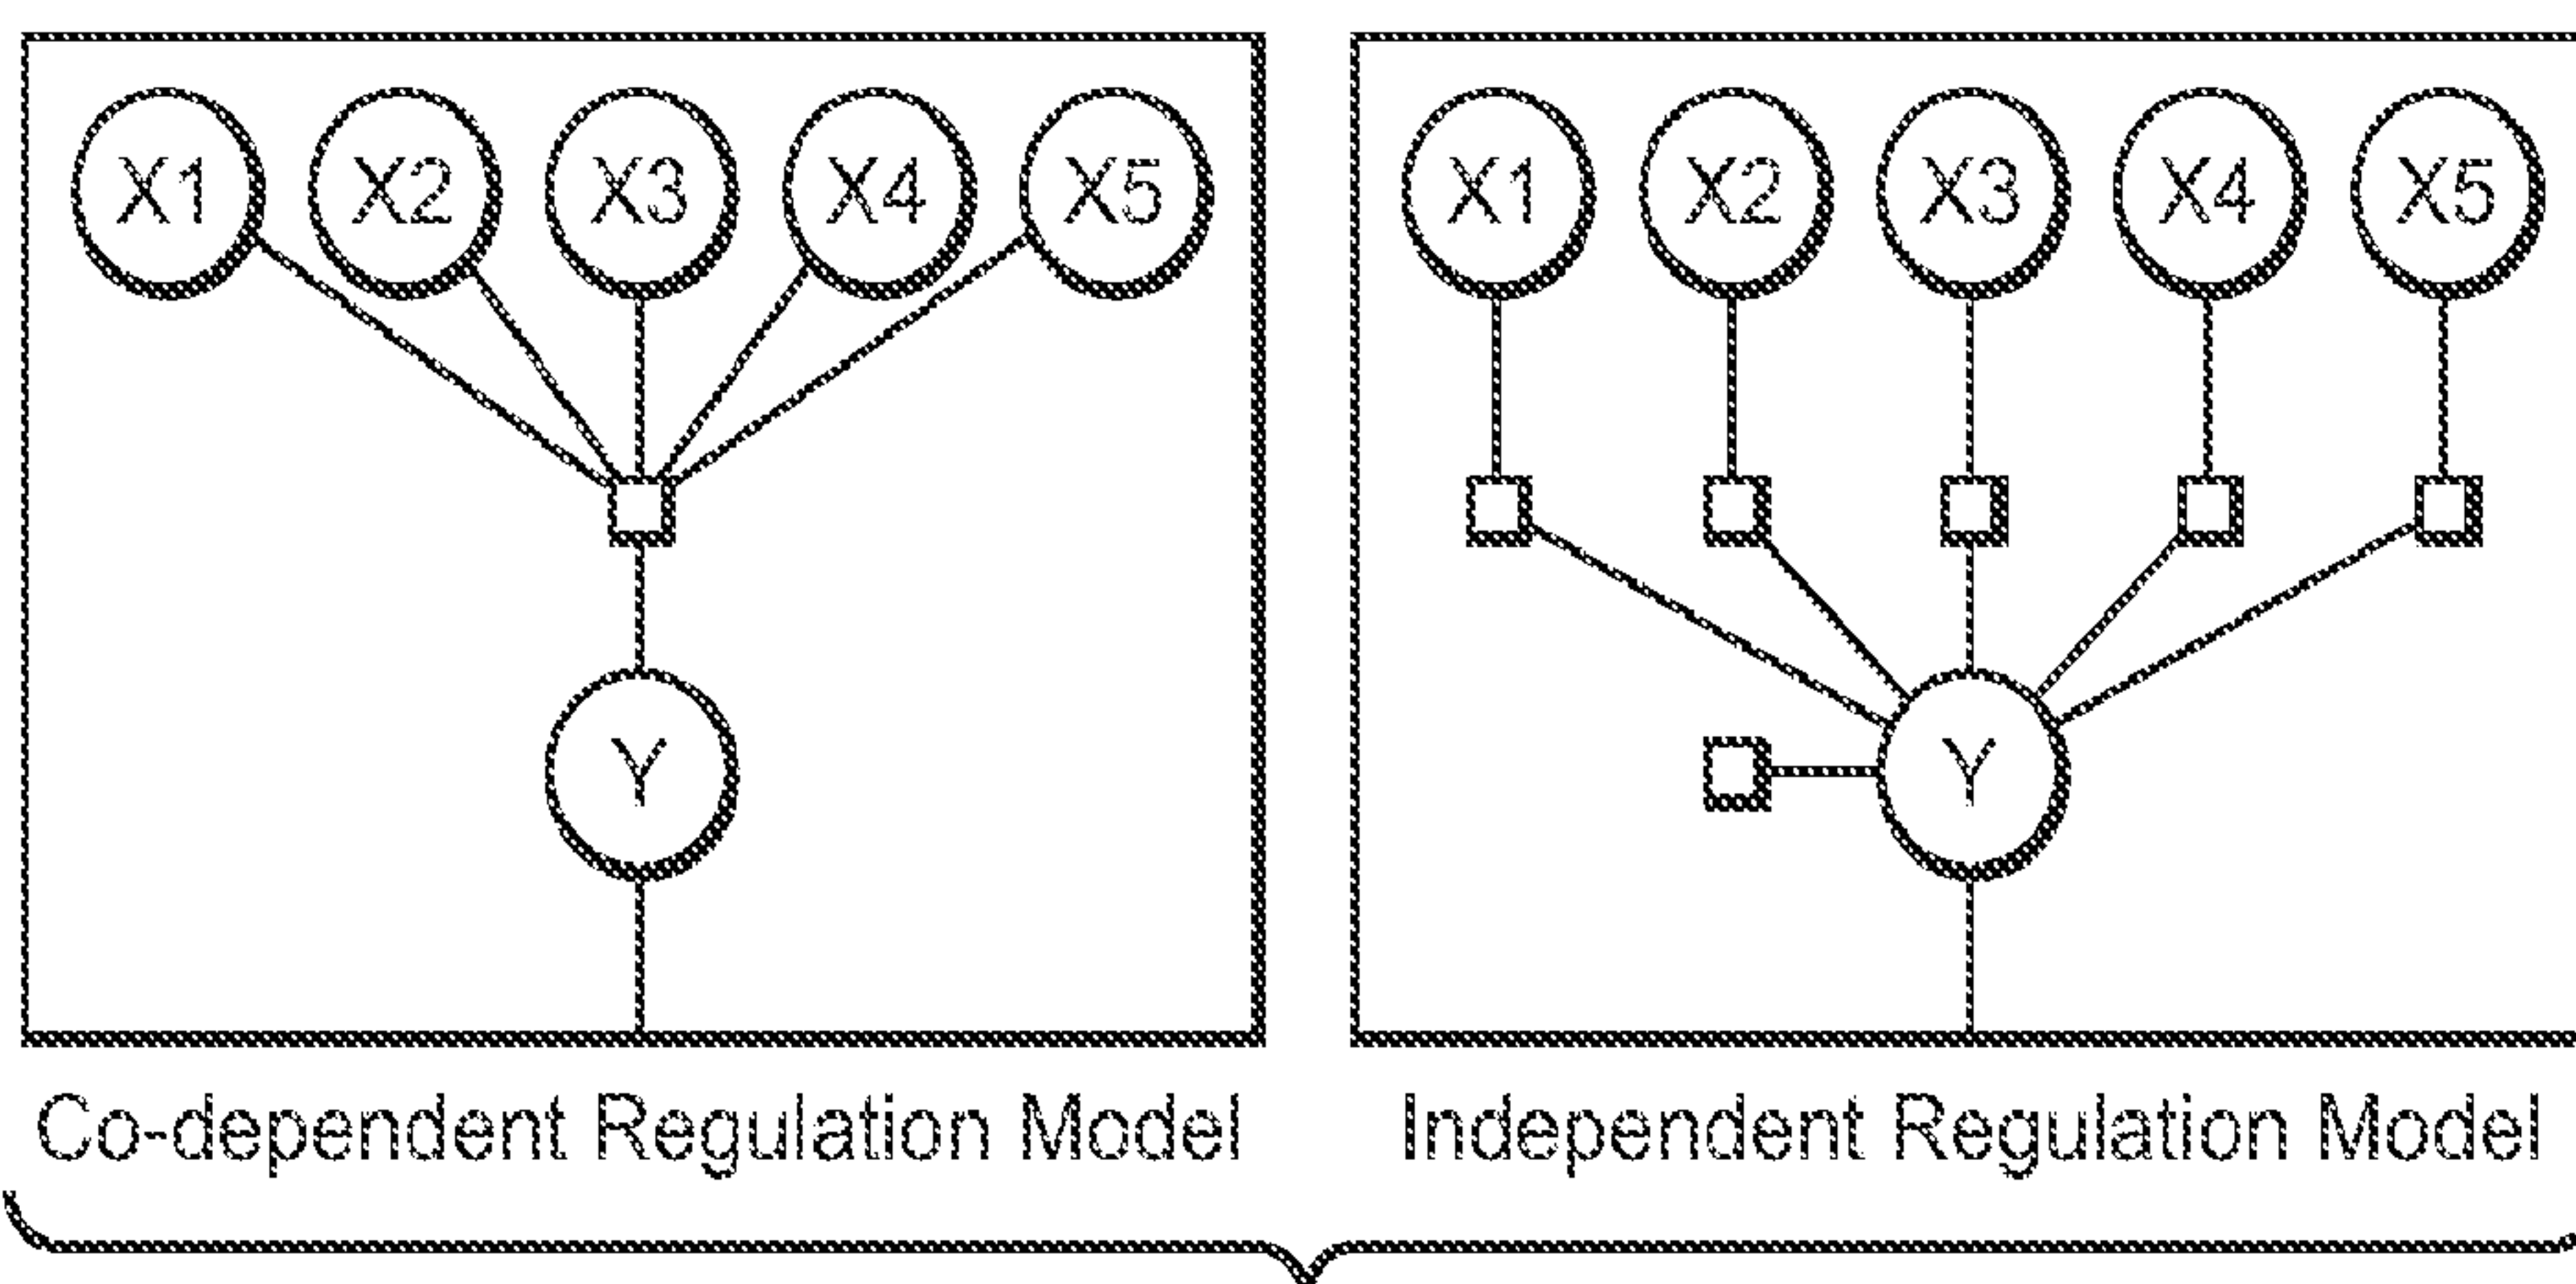 X1 X2 X3 X4 X5
Y
Co-dependent Regulation Model
X1 X2 X3 X4 X5
Y
Independent Regulation Model